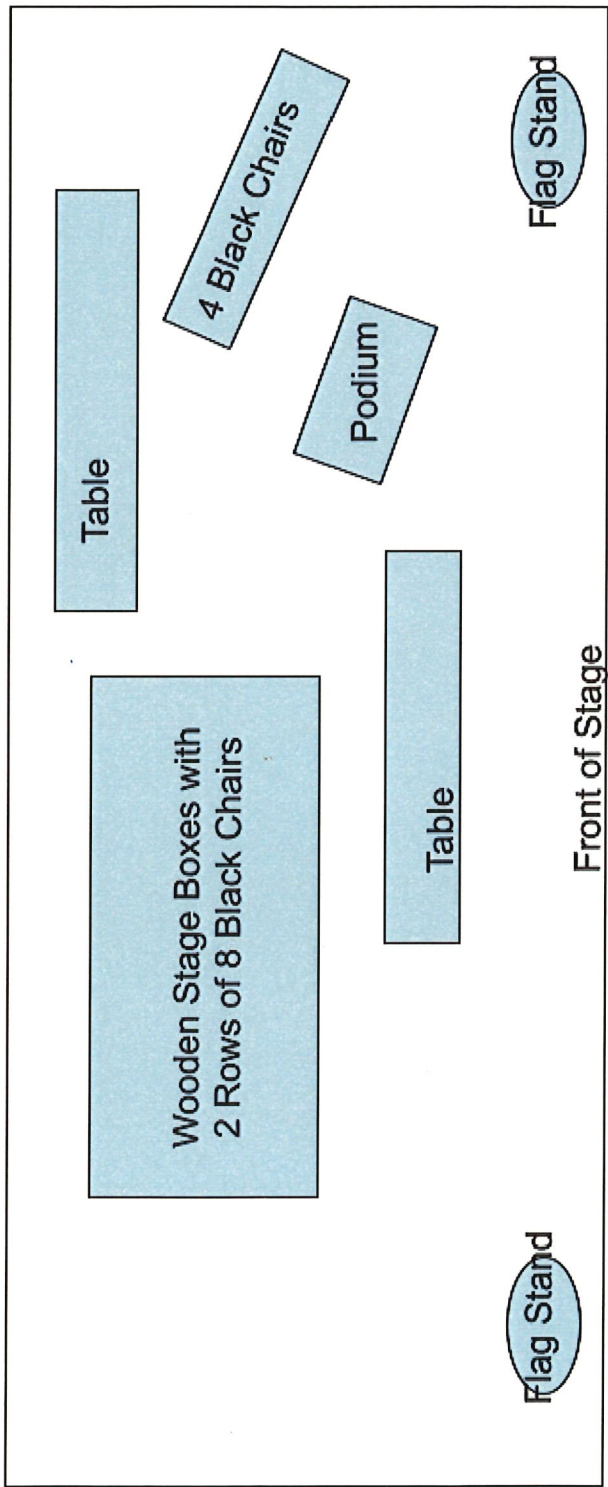 Table
Wooden Stage Boxes with
2 Rows of 8 Black Chairs
4 Black Chairs
Podium
Table
Flag Stand
Flag Stand
Front of Stage